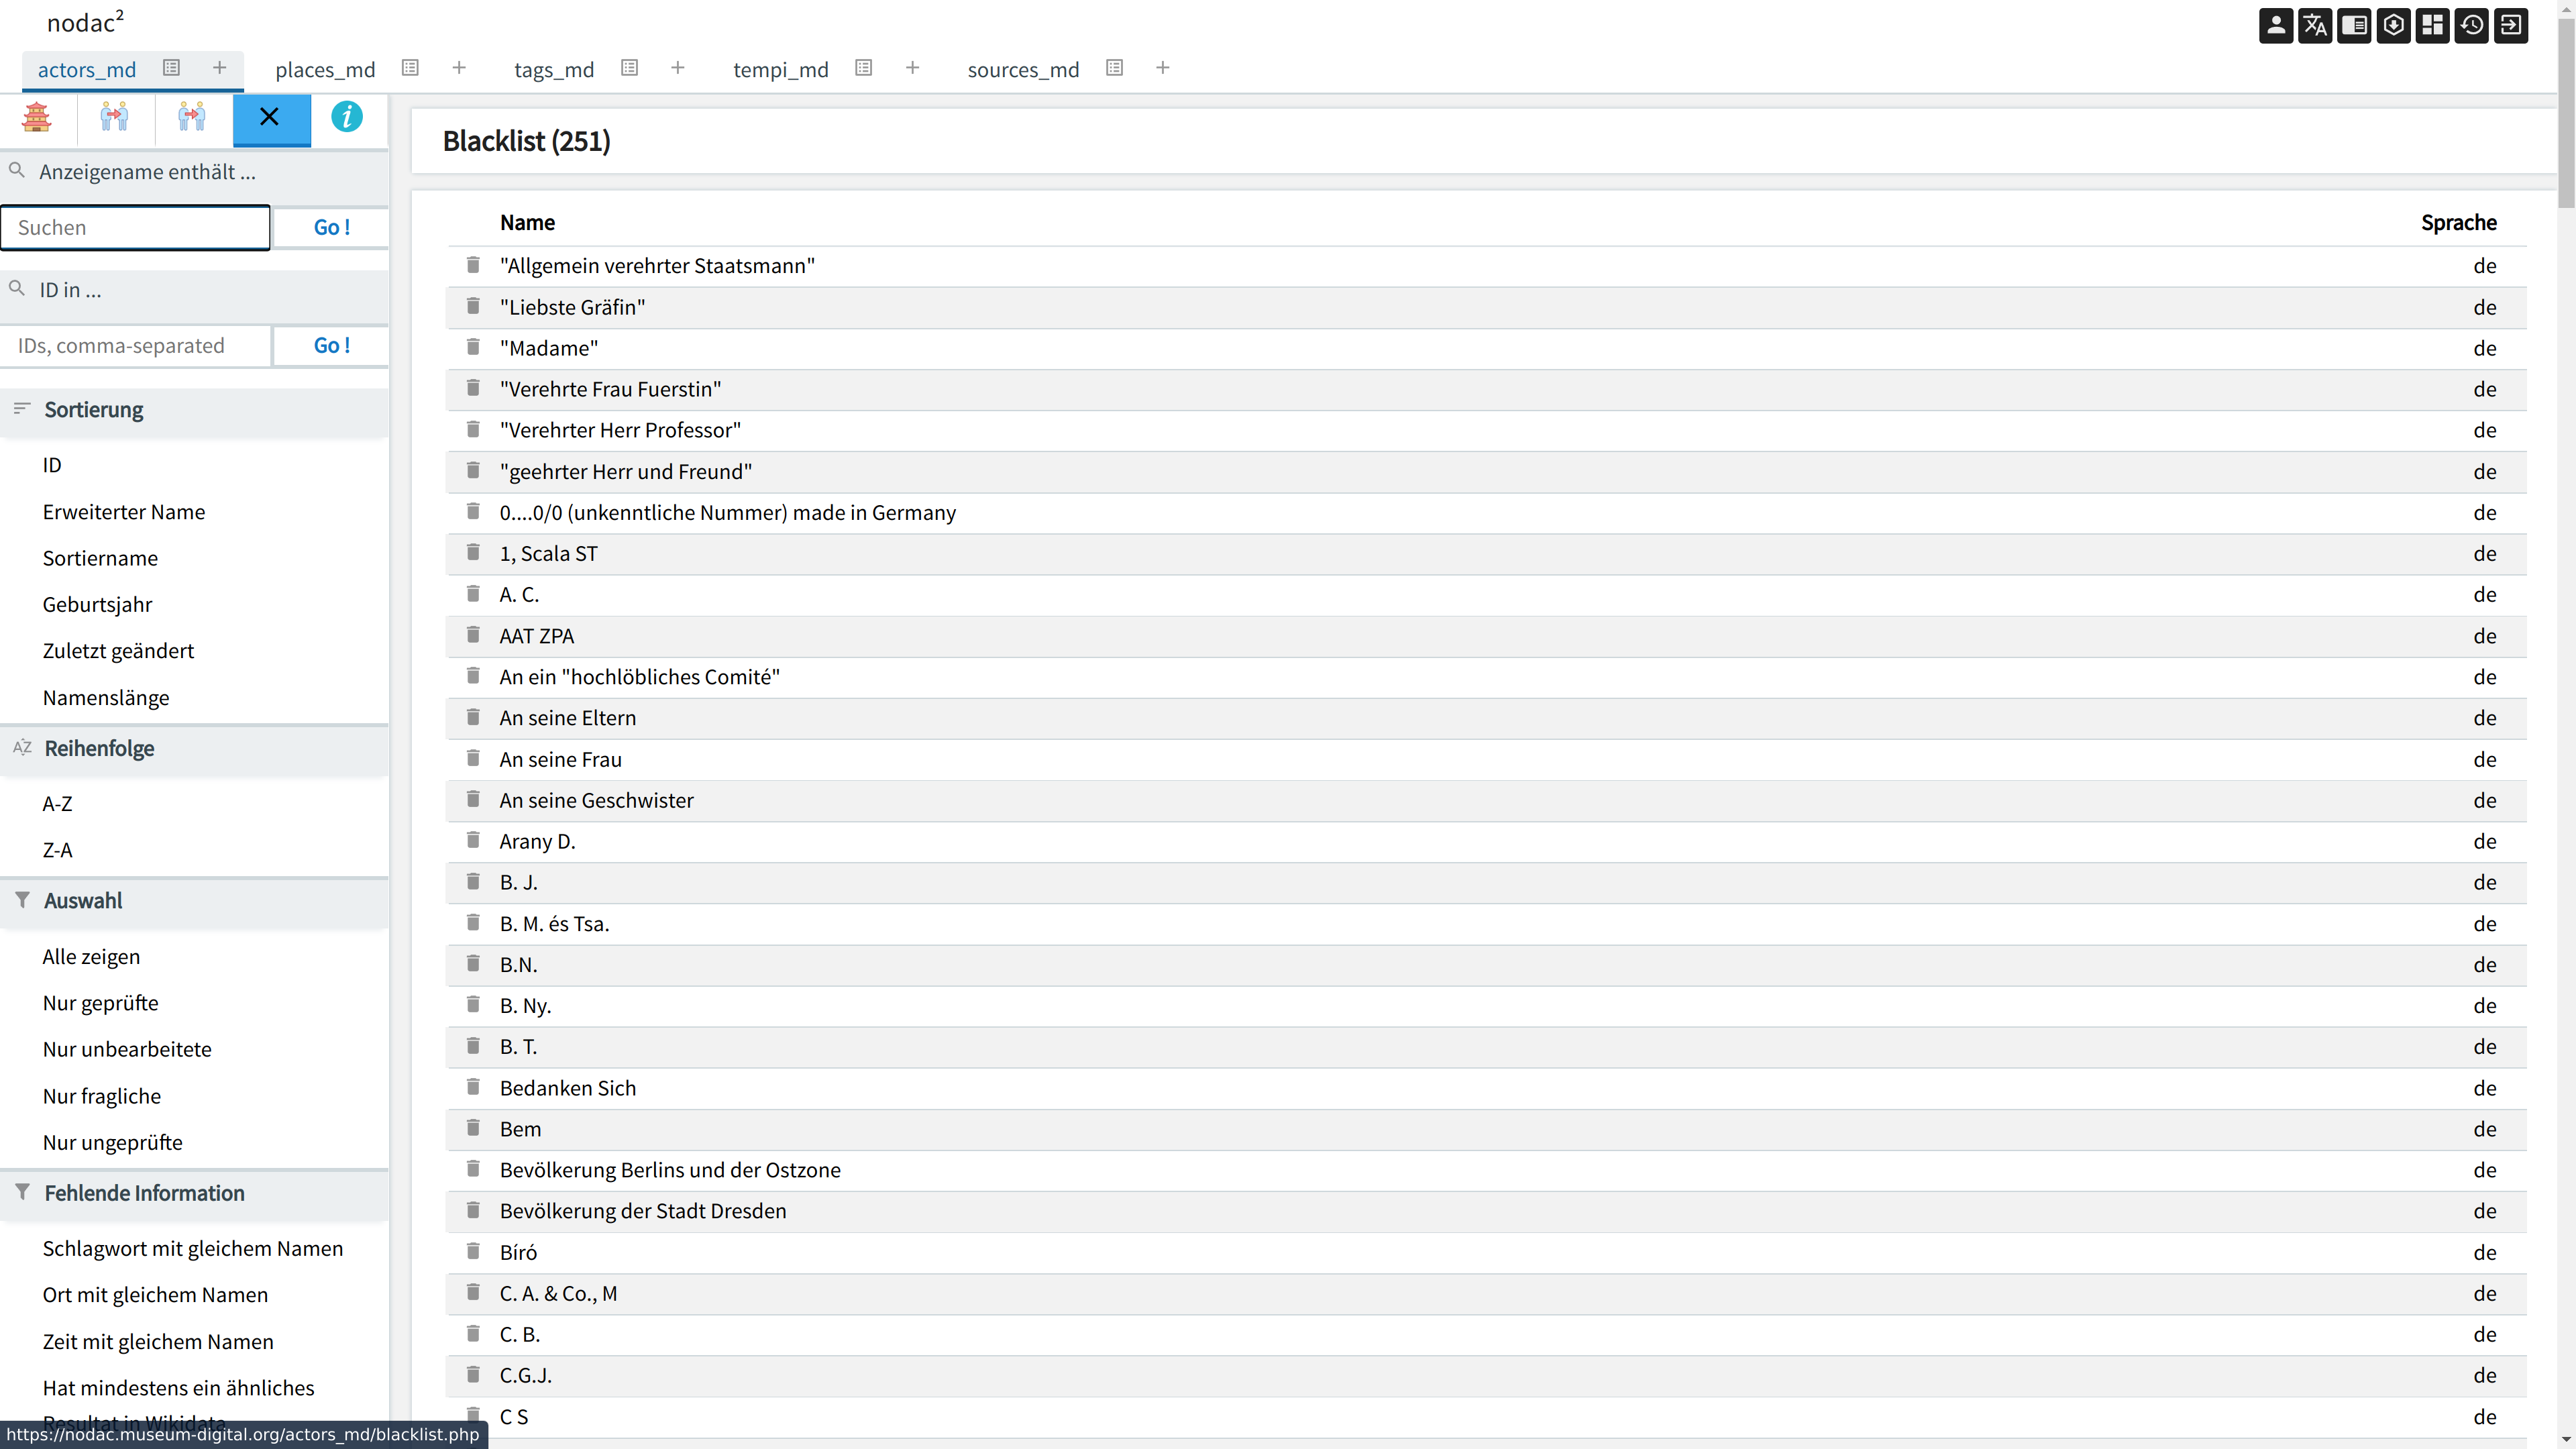 nodac²
actors_md
places_md
tags_md
tempi_md
sources_md
Anzeigename enthält ...
Suchen
Go !
ID in ...
IDs, comma-separated
Go !
Sortierung
ID
Erweiterter Name
Sortiername
Geburtsjahr
Zuletzt geändert
Namenslänge
Reihenfolge
A-Z
Z-A
Auswahl
Alle zeigen
Nur geprüfte
Nur unbearbeitete
Nur fragliche
Nur ungeprüfte
Fehlende Information
Schlagwort mit gleichem Namen
Ort mit gleichem Namen
Zeit mit gleichem Namen
Hat mindestens ein ähnliches
Resultat in Wikidata
https://nodac.museum-digital.org/actors_md/blacklist.php
Blacklist (251)
Name Sprache
"Allgemein verehrter Staatsmann" de
"Liebste Gräfin" de
"Madame" de
"Verehrte Frau Fuerstin" de
"Verehrter Herr Professor" de
"geehrter Herr und Freund" de
0....0/0 (unkenntliche Nummer) made in Germany de
1, Scala ST de
A. C. de
AAT ZPA de
An ein "hochlöbliches Comité" de
An seine Eltern de
An seine Frau de
An seine Geschwister de
Arany D. de
B. J. de
B. M. és Tsa. de
B.N. de
B. Ny. de
B. T. de
Bedanken Sich de
Bem de
Bevölkerung Berlins und der Ostzone de
Bevölkerung der Stadt Dresden de
Bíró de
C. A. & Co., M de
C. B. de
C.G.J. de
C S de